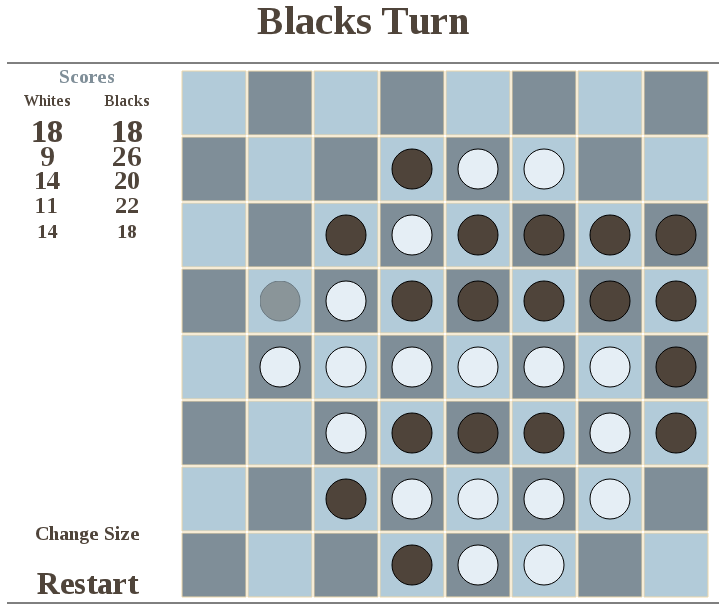 Blacks Turn
Scores
Whites Blacks
18 18
9 26
14 20
11 22
14 18
Change Size
Restart